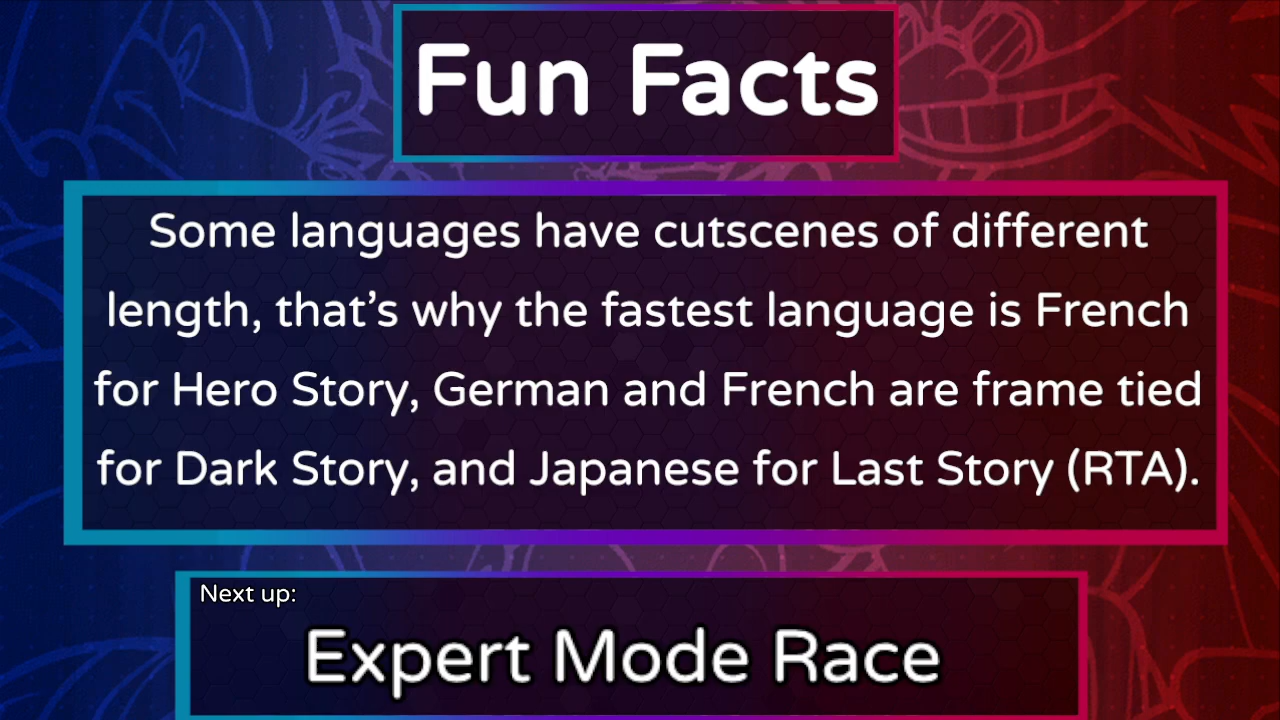 Fun Facts
Some languages have cutscenes of different
length, that’s why the fastest language is French
for Hero Story, German and French are frame tied
for Dark Story, and Japanese for Last Story (RTA).
Next up:
Expert Mode Race